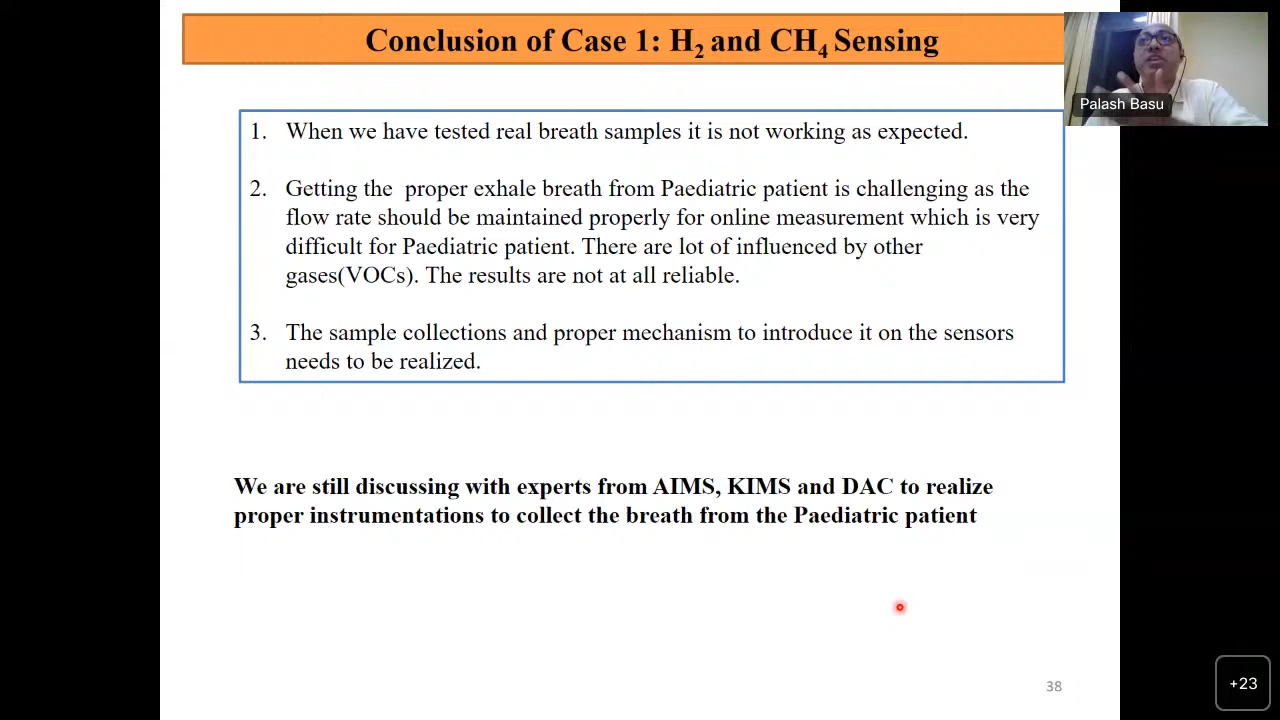 Conclusion of Case 1: H2 and CH4 Sensing
Palash Basu
1. When we have tested real breath samples it is not working as expected.
2. Getting the proper exhale breath from Paediatric patient is challenging as the
flow rate should be maintained properly for online measurement which is very
difficult for Paediatric patient. There are lot of influenced by other
gases(VOCs). The results are not at all reliable.
3. The sample collections and proper mechanism to introduce it on the sensors
needs to be realized.
We are still discussing with experts from AIMS, KIMS and DAC to realize
proper instrumentations to collect the breath from the Paediatric patient
38
+23